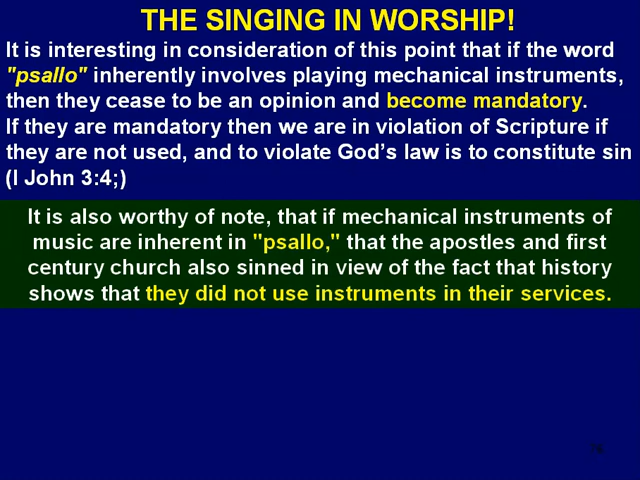 THE SINGING IN WORSHIP!
It is interesting in consideration of this point that if the word
"psallo" inherently involves playing mechanical instruments,
then they cease to be an opinion and become mandatory.
If they are mandatory then we are in violation of Scripture if
they are not used, and to violate God’s law is to constitute sin
(I John 3:4;)
It is also worthy of note, that if mechanical instruments of
music are inherent in "psallo," that the apostles and first
century church also sinned in view of the fact that history
shows that they did not use instruments in their services.